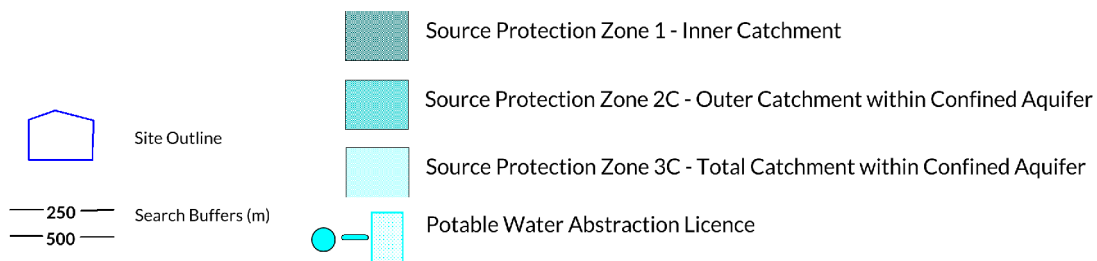 Source Protection Zone 1 - Inner Catchment
Source Protection Zone 2C - Outer Catchment within Confined Aquifer
Site Outline
Source Protection Zone 3C - Total Catchment within Confined Aquifer
250
Search Buffers (m)
500
Potable Water Abstraction Licence